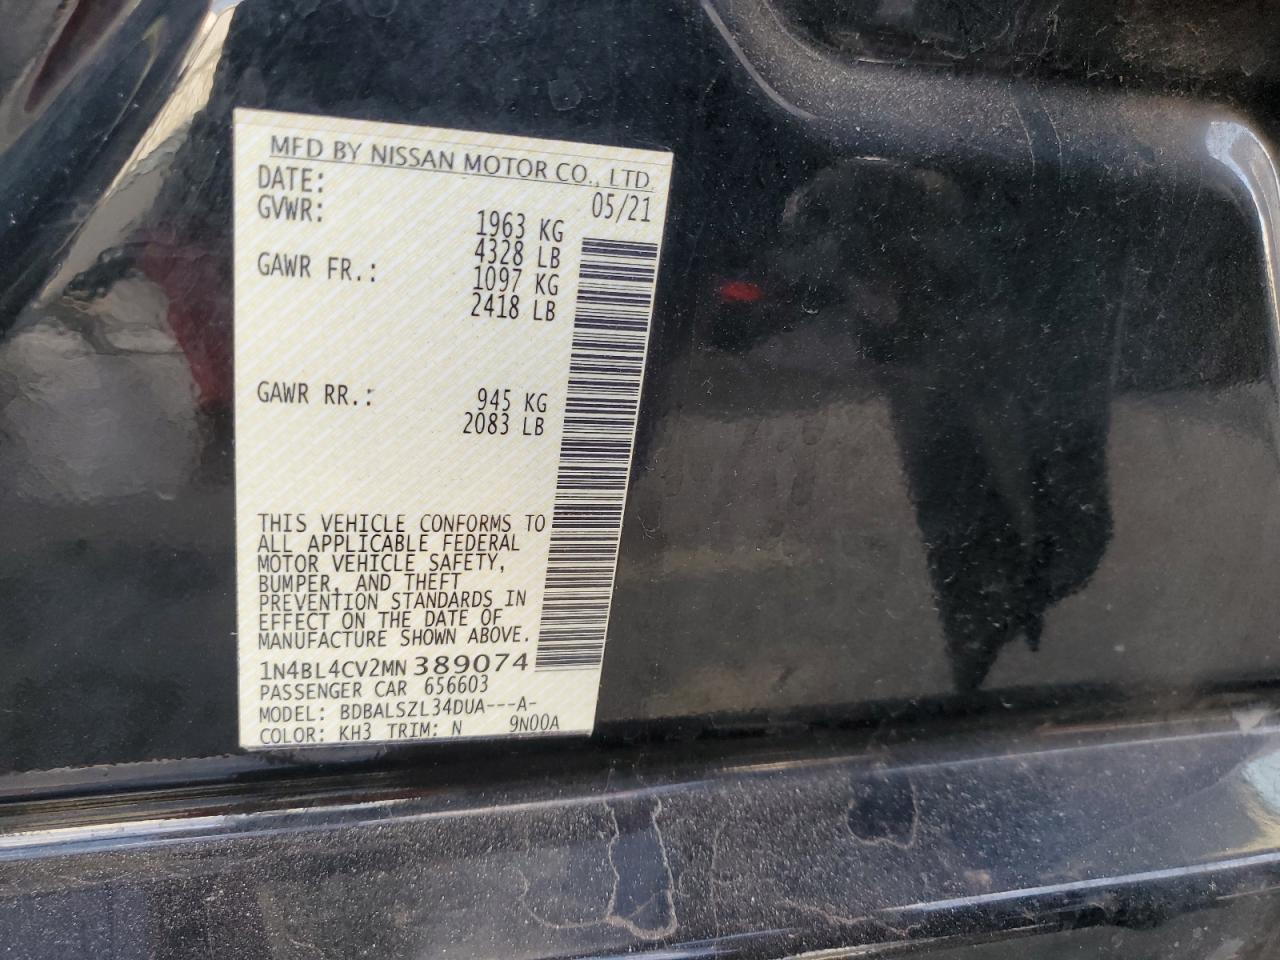 MFD BY NISSAN MOTOR CO., LTD.
DATE: 05/21
GVWR: 1963 KG
4328 LB
GAWR FR.: 1097 KG
2418 LB
GAWR RR.: 945 KG
2083 LB
THIS VEHICLE CONFORMS TO
ALL APPLICABLE FEDERAL
MOTOR VEHICLE SAFETY,
BUMPER, AND THEFT
PREVENTION STANDARDS IN
EFFECT ON THE DATE OF
MANUFACTURE SHOWN ABOVE.
1N4BL4CV2MN389074
PASSENGER CAR 656603
MODEL: BDBALSZL34DUA---A-
COLOR: KH3 TRIM: N 9N00A